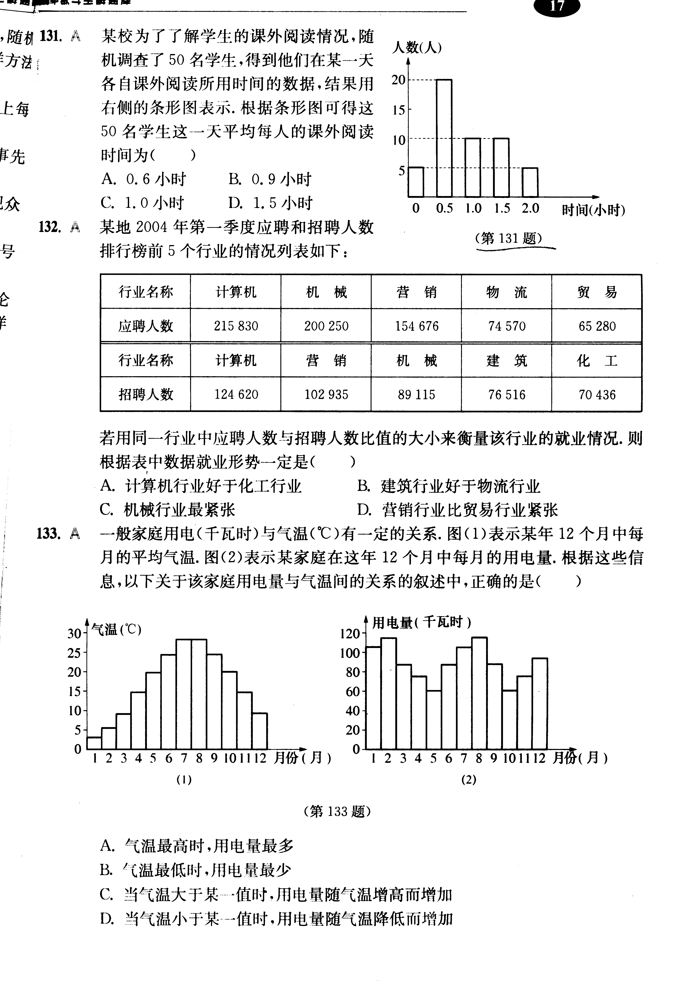 17
,随机
方法
上每
事先
众
号
131. A 某校为了了解学生的课外阅读情况,随
机调查了 50 名学生,得到他们在某一天
各自课外阅读所用时间的数据,结果用
右侧的条形图表示. 根据条形图可得这
50 名学生这一天平均每人的课外阅读
时间为(  )
A. 0.6 小时 B. 0.9 小时
C. 1.0 小时 D. 1.5 小时
人数(人)
20
15
10
5
0 0.5 1.0 1.5 2.0 时间(小时)
(第 131 题)
132. A 某地 2004 年第一季度应聘和招聘人数
排行榜前 5 个行业的情况列表如下:
行业名称 计算机 机 械 营 销 物 流 贸 易
应聘人数 215 830 200 250 154 676 74 570 65 280
行业名称 计算机 营 销 机 械 建 筑 化 工
招聘人数 124 620 102 935 89 115 76 516 70 436
若用同一行业中应聘人数与招聘人数比值的大小来衡量该行业的就业情况. 则
根据表中数据就业形势一定是(  )
A. 计算机行业好于化工行业 B. 建筑行业好于物流行业
C. 机械行业最紧张 D. 营销行业比贸易行业紧张
133. A 一般家庭用电(千瓦时)与气温(℃)有一定的关系. 图(1)表示某年 12 个月中每
月的平均气温. 图(2)表示某家庭在这年 12 个月中每月的用电量. 根据这些信
息,以下关于该家庭用电量与气温间的关系的叙述中,正确的是(  )
气温(℃)
30
25
20
15
10
5
0
1 2 3 4 5 6 7 8 9 10 11 12 月份(月)
(1)
用电量(千瓦时)
120
100
80
60
40
20
0
1 2 3 4 5 6 7 8 9 10 11 12 月份(月)
(2)
(第 133 题)
A. 气温最高时,用电量最多
B. 气温最低时,用电量最少
C. 当气温大于某一值时,用电量随气温增高而增加
D. 当气温小于某一值时,用电量随气温降低而增加